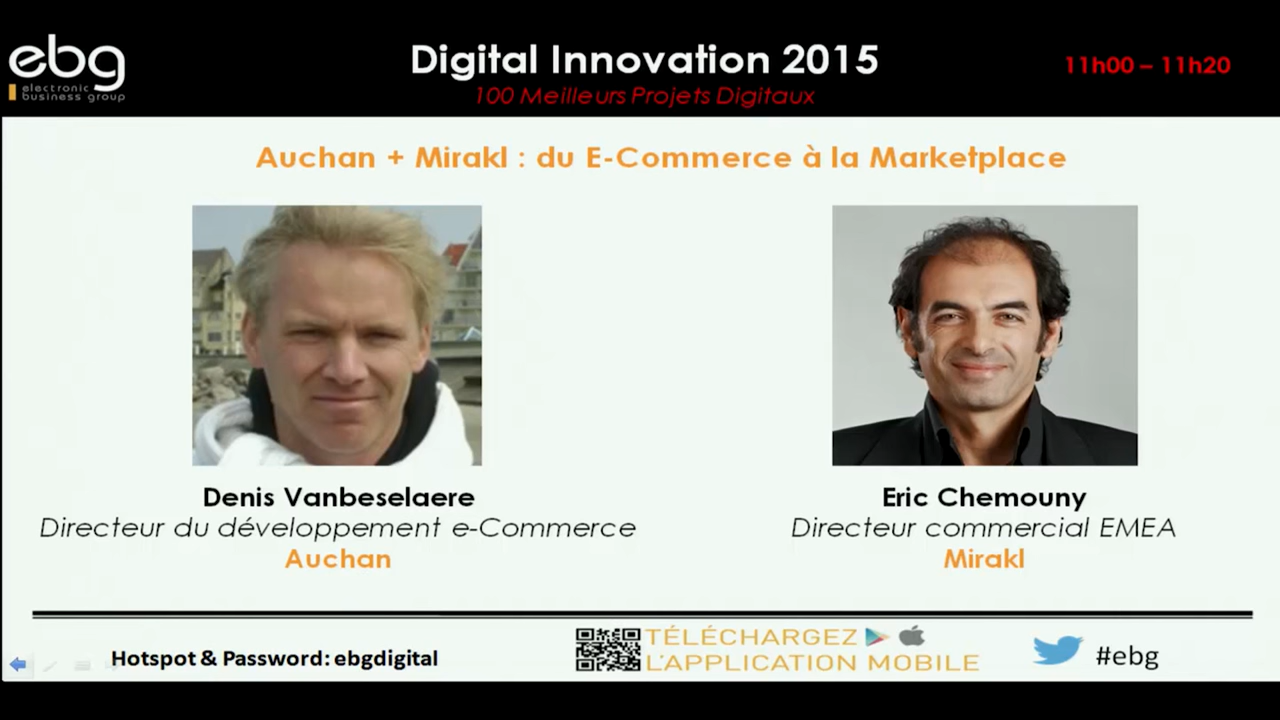 ebg
electronic
business group
Digital Innovation 2015
100 Meilleurs Projets Digitaux
11h00 – 11h20
Auchan + Mirakl : du E-Commerce à la Marketplace
Denis Vanbeselaere
Directeur du développement e-Commerce
Auchan
Eric Chemouny
Directeur commercial EMEA
Mirakl
Hotspot & Password: ebgdigital
TÉLÉCHARGEZ
L'APPLICATION MOBILE
#ebg